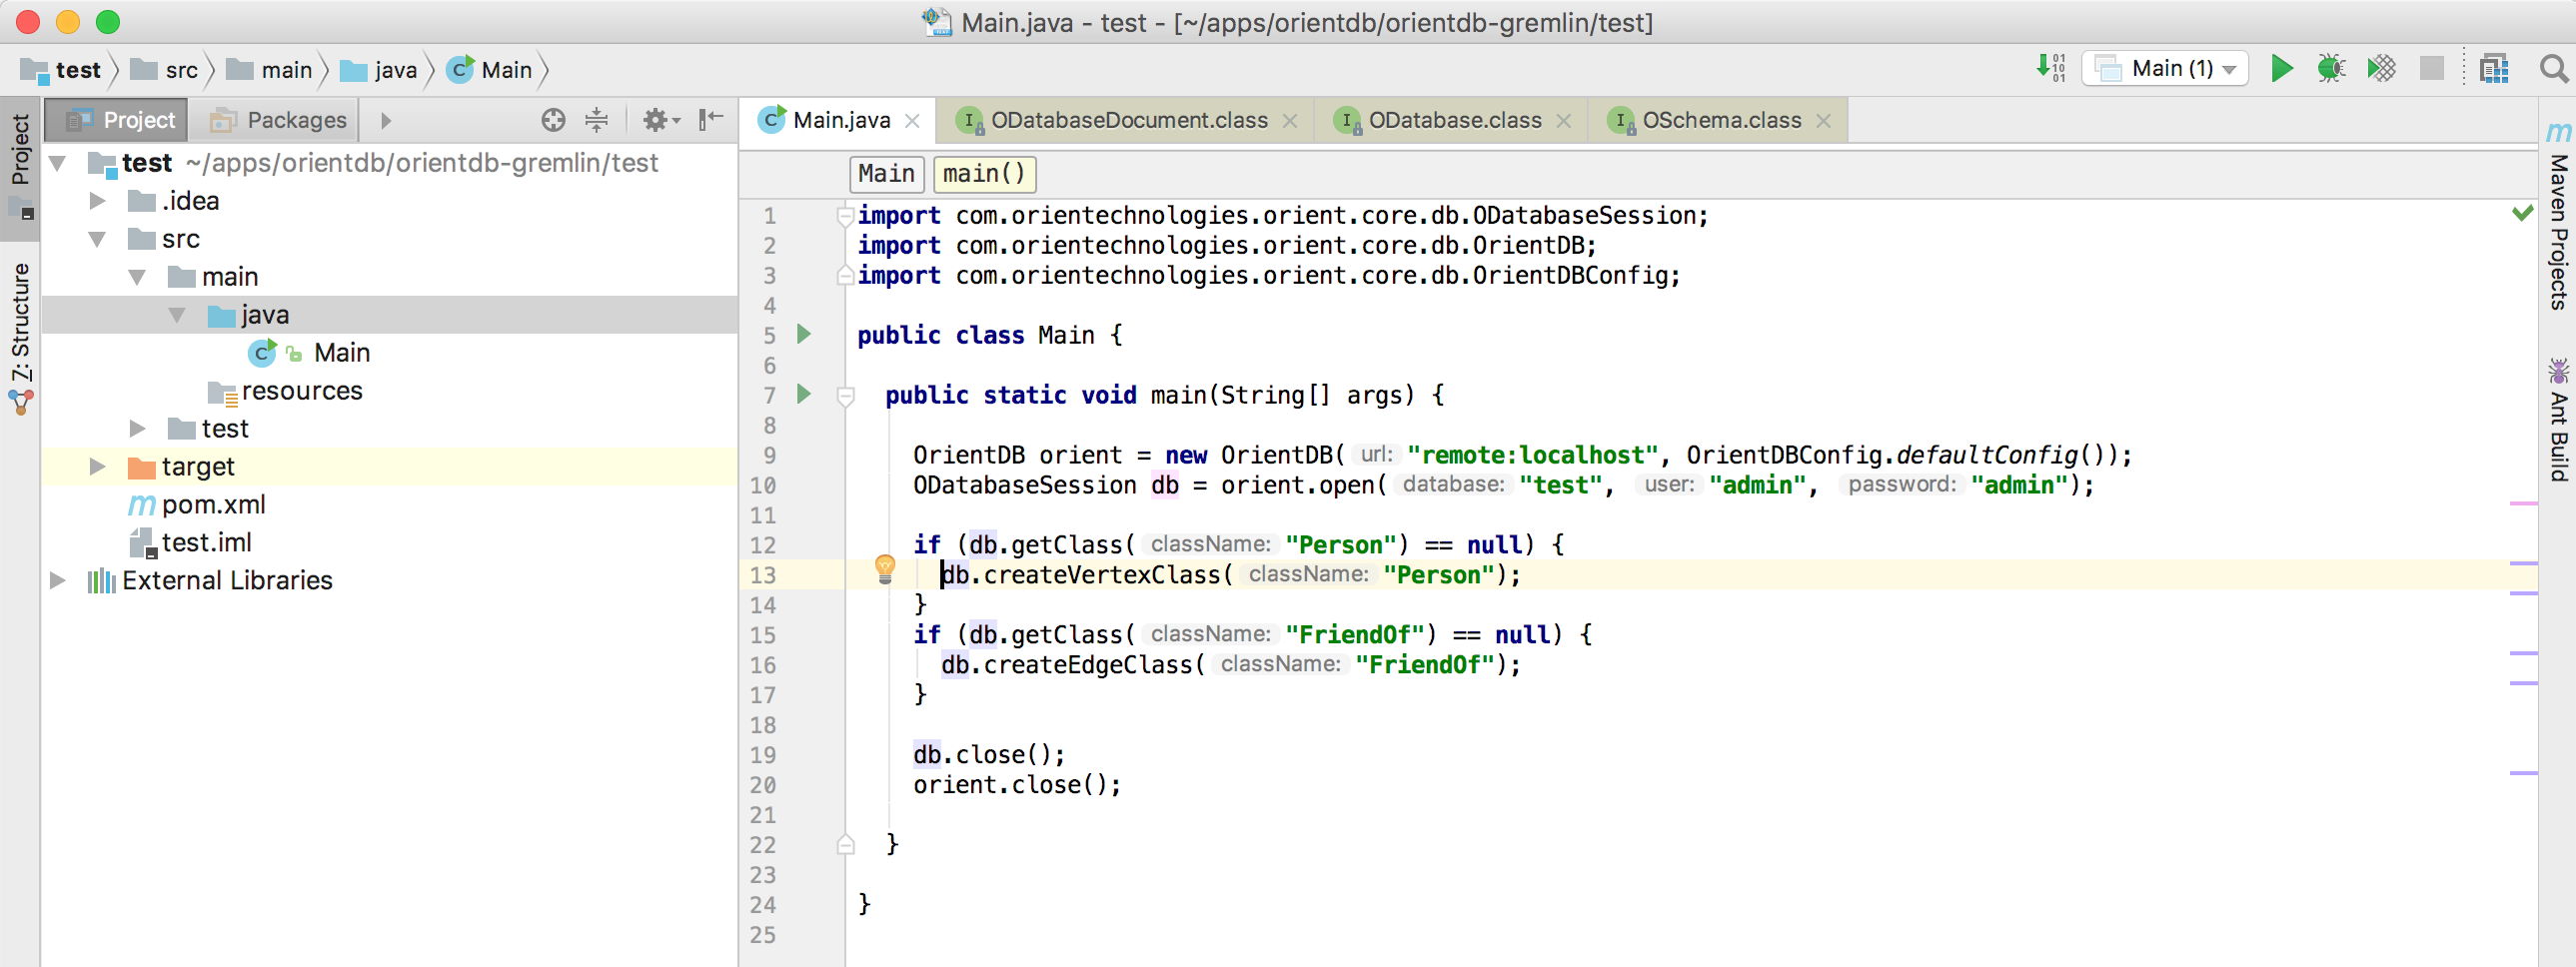 Main.java - test - [~/apps/orientdb/orientdb-gremlin/test]
test src main java C Main
01 10 01 Main (1)
Project Packages
C Main.java I ODatabaseDocument.class I ODatabase.class I OSchema.class
Project
7: Structure
Maven Projects
Ant Build
test ~/apps/orientdb/orientdb-gremlin/test
.idea
src
main
java
C Main
resources
test
target
m pom.xml
test.iml
External Libraries
Main main()
1 import com.orientechnologies.orient.core.db.ODatabaseSession;
2 import com.orientechnologies.orient.core.db.OrientDB;
3 import com.orientechnologies.orient.core.db.OrientDBConfig;
4
5 public class Main {
6
7 public static void main(String[] args) {
8
9 OrientDB orient = new OrientDB( url: "remote:localhost", OrientDBConfig.defaultConfig());
10 ODatabaseSession db = orient.open( database: "test", user: "admin", password: "admin");
11
12 if (db.getClass( className: "Person") == null) {
13 db.createVertexClass( className: "Person");
14 }
15 if (db.getClass( className: "FriendOf") == null) {
16 db.createEdgeClass( className: "FriendOf");
17 }
18
19 db.close();
20 orient.close();
21
22 }
23
24 }
25